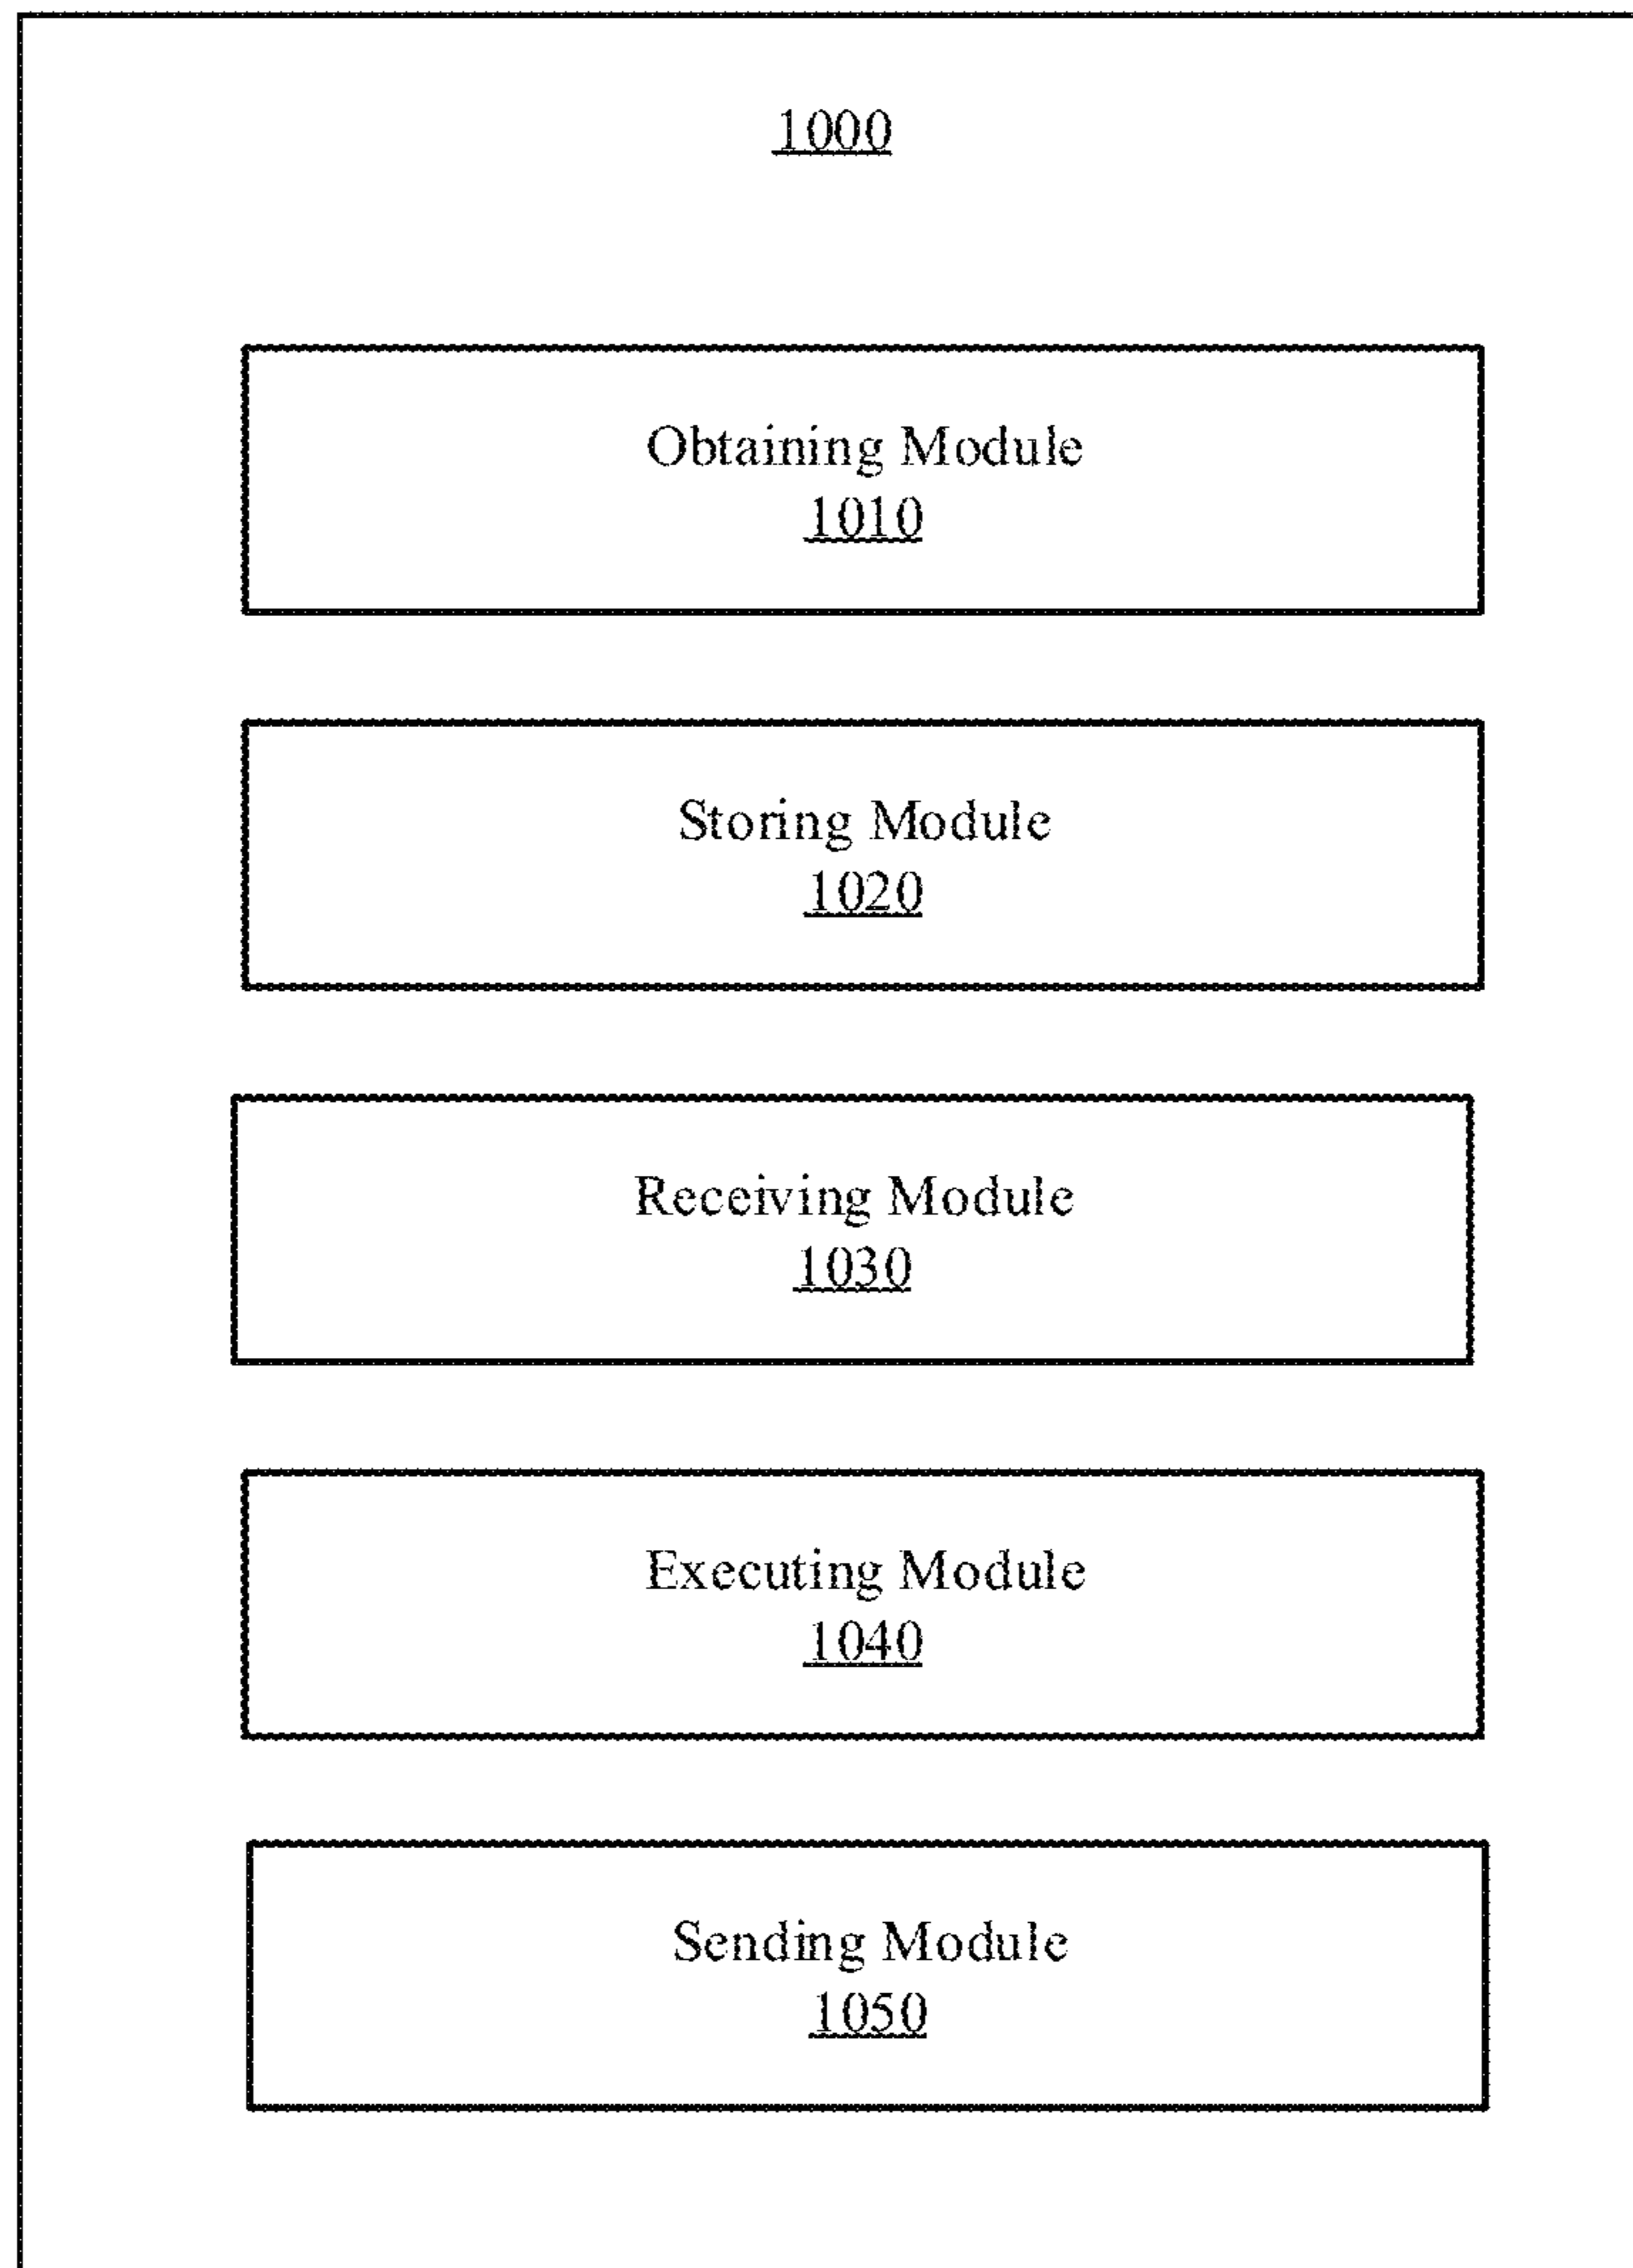 1000
Obtaining Module
1010
Storing Module
1020
Receiving Module
1030
Executing Module
1040
Sending Module
1050